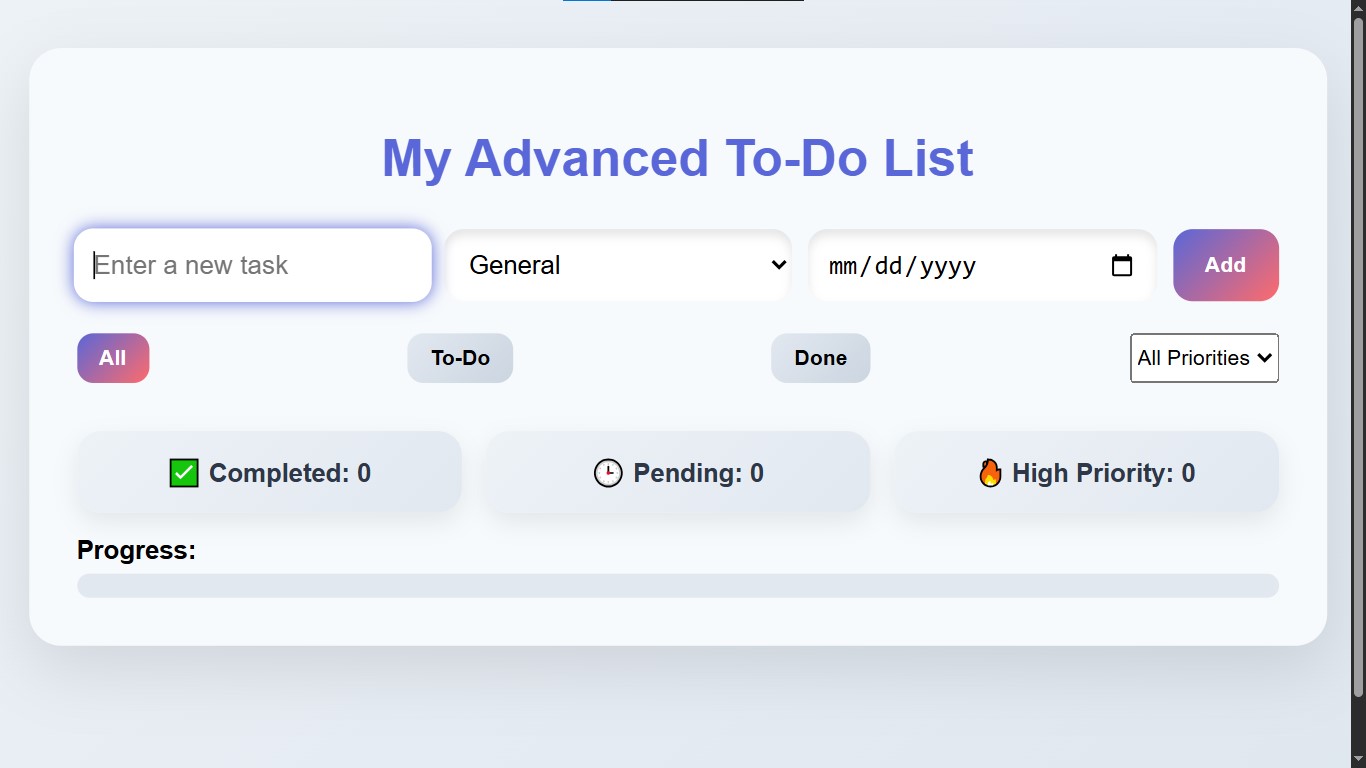 My Advanced To-Do List
Enter a new task General mm/dd/yyyy Add
All To-Do Done All Priorities
✅ Completed: 0 🕒 Pending: 0 🔥 High Priority: 0
Progress: